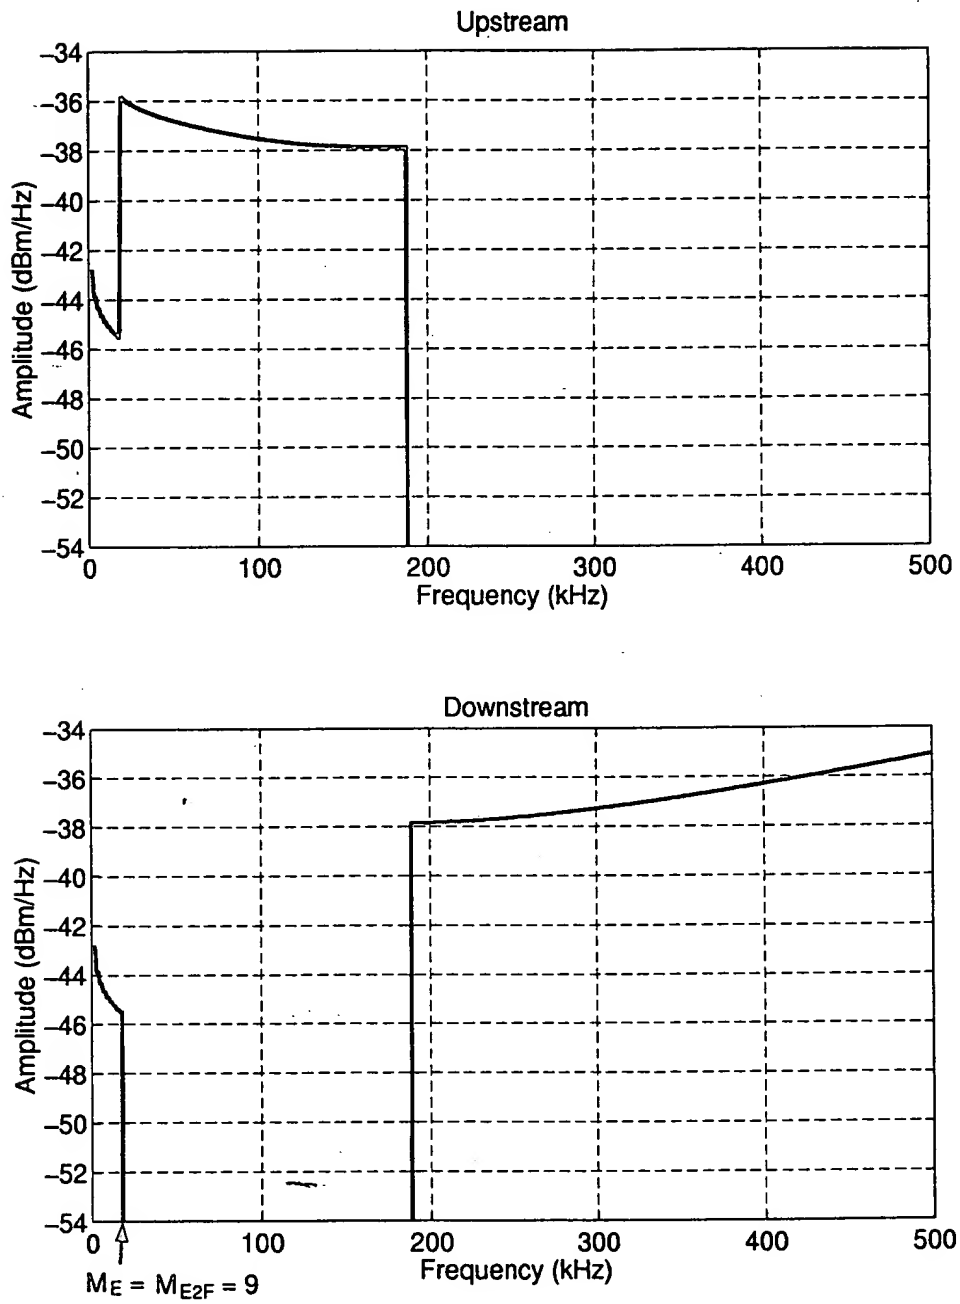 Upstream
−34
−36
−38
−40
−42
−44
−46
−48
−50
−52
−54
Amplitude (dBm/Hz)
0 100 200 300 400 500
Frequency (kHz)
Downstream
−34
−36
−38
−40
−42
−44
−46
−48
−50
−52
−54
Amplitude (dBm/Hz)
0 100 200 300 400 500
Frequency (kHz)
ME = ME2F = 9